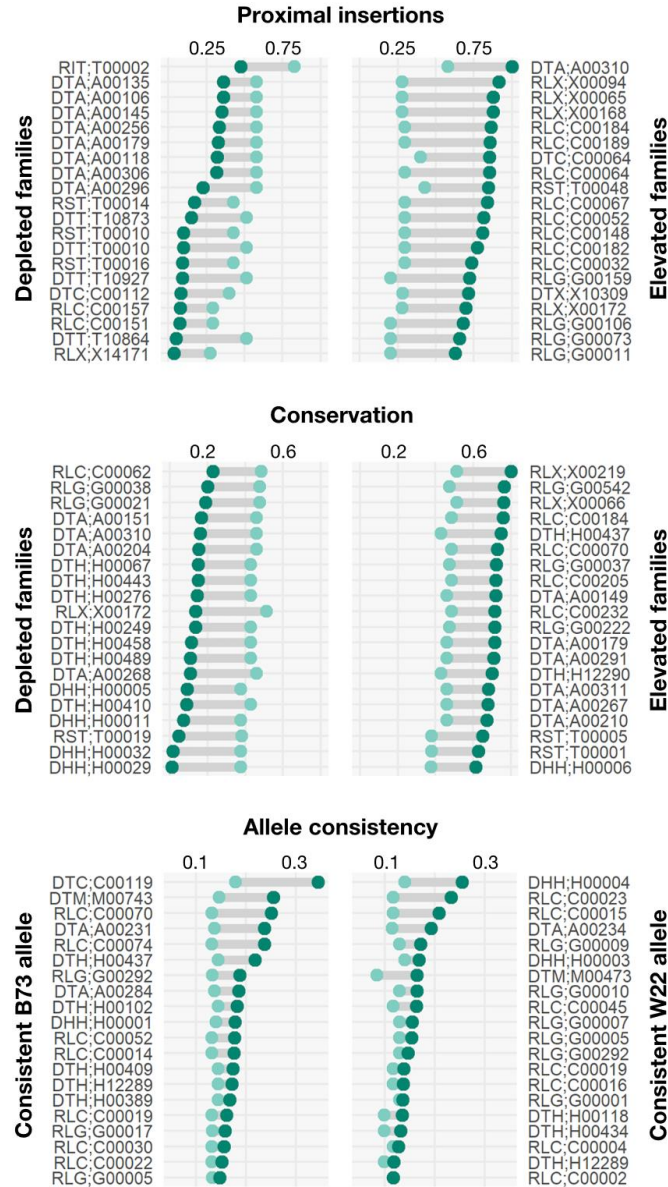 Proximal insertions
0.25 0.75 0.25 0.75
Depleted families
RIT;T00002
DTA;A00135
DTA;A00106
DTA;A00145
DTA;A00256
DTA;A00179
DTA;A00118
DTA;A00306
DTA;A00296
RST;T00014
DTT;T10873
RST;T00010
DTT;T00010
RST;T00016
DTT;T10927
DTC;C00112
RLC;C00157
RLC;C00151
DTT;T10864
RLX;X14171
DTA;A00310
RLX;X00094
RLX;X00065
RLX;X00168
RLC;C00184
RLC;C00189
DTC;C00064
RLC;C00064
RST;T00048
RLC;C00067
RLC;C00052
RLC;C00148
RLC;C00182
RLC;C00032
RLG;G00159
DTX;X10309
RLX;X00172
RLG;G00106
RLG;G00073
RLG;G00011
Elevated families
Conservation
0.2 0.6 0.2 0.6
Depleted families
RLC;C00062
RLG;G00038
RLG;G00021
DTA;A00151
DTA;A00310
DTA;A00204
DTH;H00067
DTH;H00443
DTH;H00276
RLX;X00172
DTH;H00249
DTH;H00458
DTH;H00489
DTA;A00268
DHH;H00005
DTH;H00410
DHH;H00011
RST;T00019
DHH;H00032
DHH;H00029
RLX;X00219
RLG;G00542
RLX;X00066
RLC;C00184
DTH;H00437
RLC;C00070
RLG;G00037
RLC;C00205
DTA;A00149
RLC;C00232
RLG;G00222
DTA;A00179
DTA;A00291
DTH;H12290
DTA;A00311
DTA;A00267
DTA;A00210
RST;T00005
RST;T00001
DHH;H00006
Elevated families
Allele consistency
0.1 0.3 0.1 0.3
Consistent B73 allele
DTC;C00119
DTM;M00743
RLC;C00070
DTA;A00231
RLC;C00074
DTH;H00437
RLG;G00292
DTA;A00284
DTH;H00102
DHH;H00001
RLC;C00052
RLC;C00014
DTH;H00409
DTH;H12289
DTH;H00389
RLC;C00019
RLG;G00017
RLC;C00030
RLC;C00022
RLG;G00005
DHH;H00004
RLC;C00023
RLC;C00015
DTA;A00234
RLG;G00009
DHH;H00003
DTM;M00473
RLG;G00010
RLC;C00045
RLG;G00007
RLG;G00005
RLG;G00292
RLC;C00019
RLC;C00016
RLG;G00001
DTH;H00118
DTH;H00434
RLC;C00004
DTH;H12289
RLC;C00002
Consistent W22 allele